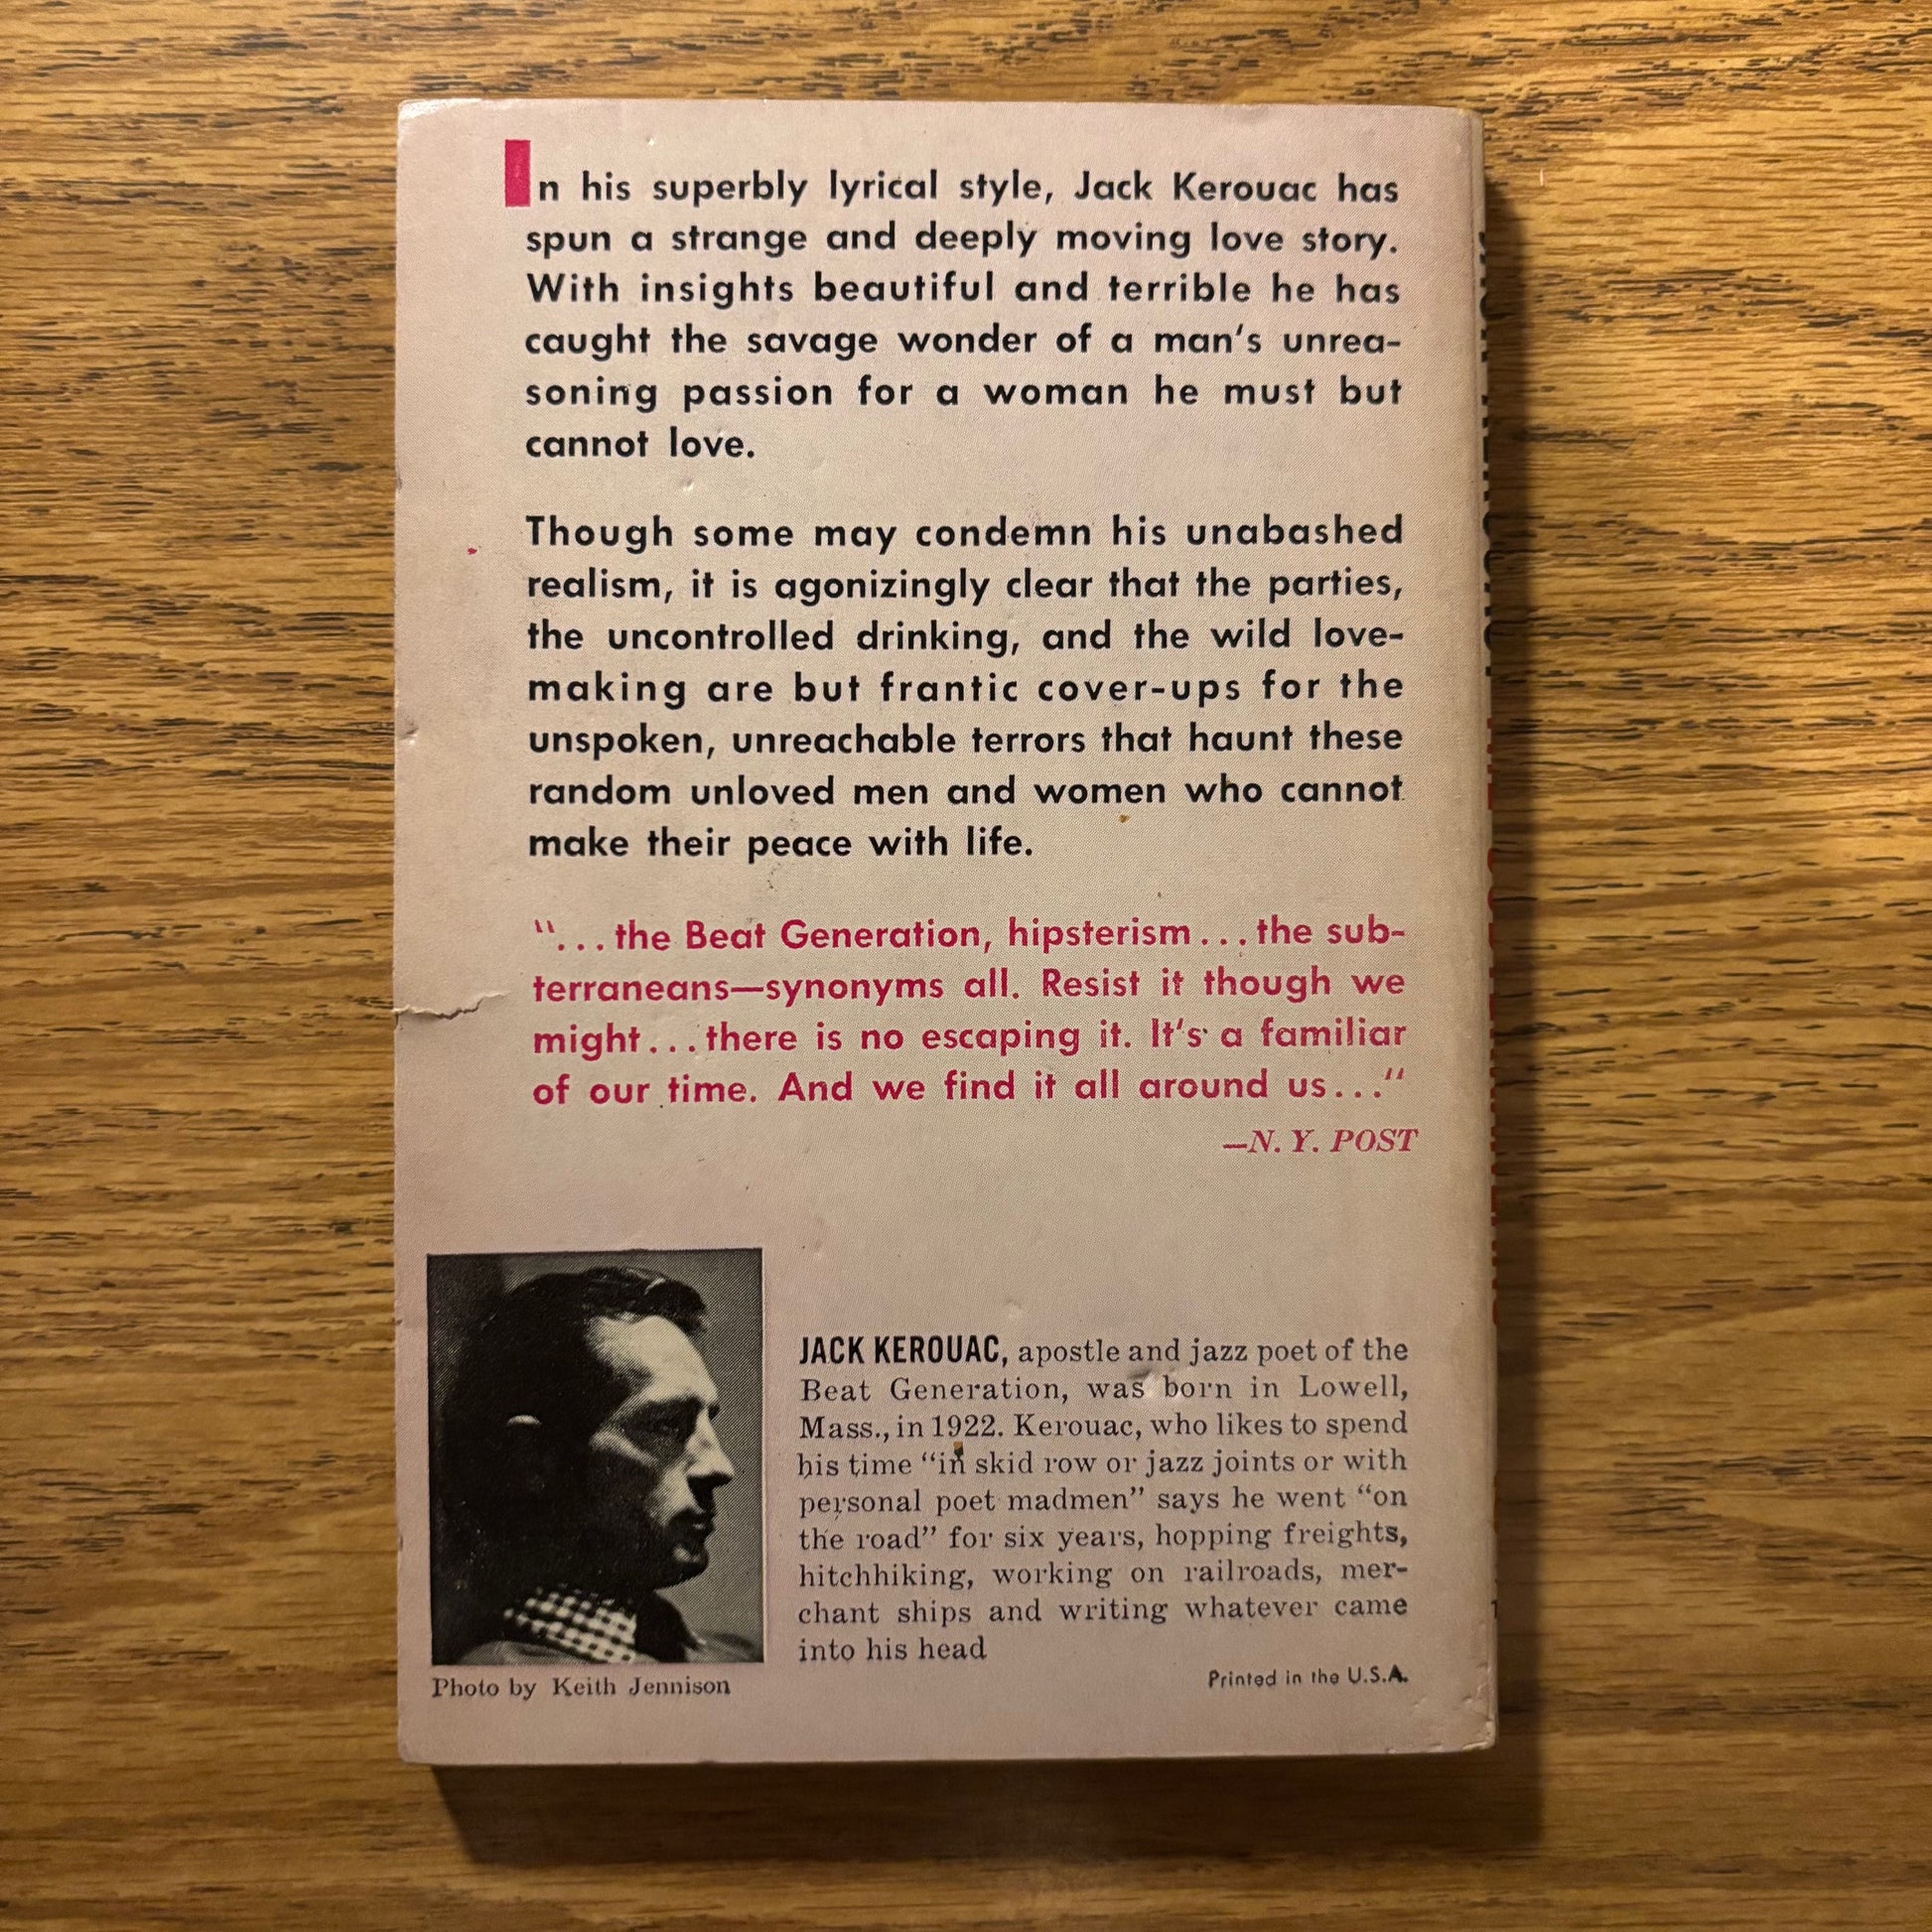 In his superbly lyrical style, Jack Kerouac has
spun a strange and deeply moving love story.
With insights beautiful and terrible he has
caught the savage wonder of a man's unrea-
soning passion for a woman he must but
cannot love.
Though some may condemn his unabashed
realism, it is agonizingly clear that the parties,
the uncontrolled drinking, and the wild love-
making are but frantic cover-ups for the
unspoken, unreachable terrors that haunt these
random unloved men and women who cannot
make their peace with life.
"...the Beat Generation, hipsterism...the sub-
terraneans—synonyms all. Resist it though we
might...there is no escaping it. It's a familiar
of our time. And we find it all around us..."
—N. Y. POST
JACK KEROUAC, apostle and jazz poet of the
Beat Generation, was born in Lowell,
Mass., in 1922. Kerouac, who likes to spend
his time "in skid row or jazz joints or with
personal poet madmen" says he went "on
the road" for six years, hopping freights,
hitchhiking, working on railroads, mer-
chant ships and writing whatever came
into his head
Photo by Keith Jennison
Printed in the U.S.A.